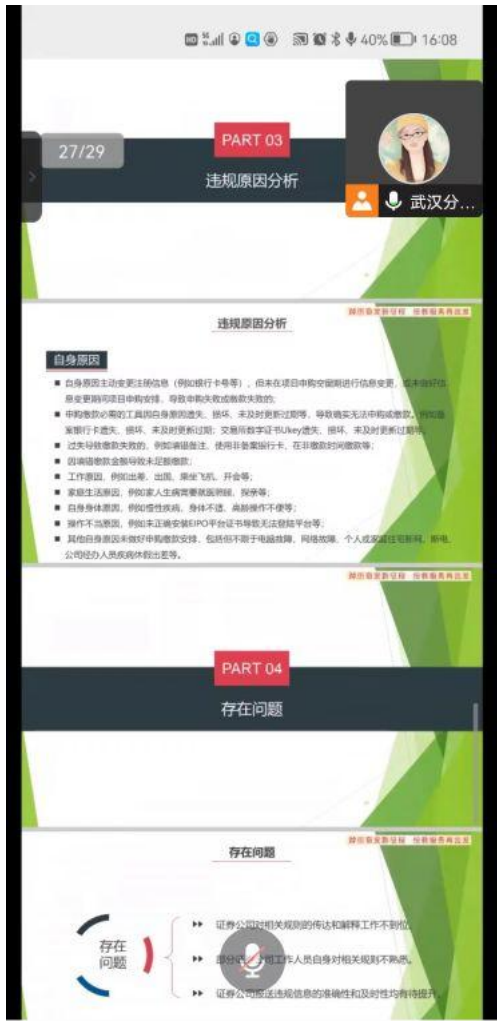 HD 5G 40% 16:08
27/29
PART 03
违规原因分析
武汉分...
违规原因分析
自身原因
■ 自身原因主动变更注册信息（例如银行卡号等），但未在项目申购空窗期进行信息变更，或未做好信
息变更期间项目申购安排，导致申购失败或缴款失败的；
■ 申购缴款必需的工具因自身原因遗失、损坏、未及时更新过期等，导致确实无法申购或缴款。例如备
案银行卡遗失、损坏、未及时更新过期；交易所数字证书Ukey遗失、损坏、未及时更新过期等；
■ 过失导致缴款失败的，例如填错备注、使用非备案银行卡、在非缴款时间缴款等；
■ 因填错缴款金额导致未足额缴款；
■ 工作原因，例如出差、出国、乘坐飞机、开会等；
■ 家庭生活原因，例如家人生病需要就医照顾、探亲等；
■ 自身身体原因，例如慢性疾病、身体不适、高龄操作不便等；
■ 操作不当原因，例如未正确安装EIPO平台证书导致无法登陆平台等；
■ 其他自身原因未做好申购缴款安排，包括但不限于电脑故障、网络故障、个人或家庭住宅断网、断电、
公司经办人员疾病休假出差等。
PART 04
存在问题
存在问题
存在
问题
证券公司对相关规则的传达和解释工作不到位。
部分证 公司工作人员自身对相关规则不熟悉。
证券公司报送违规信息的准确性和及时性均有待提升。